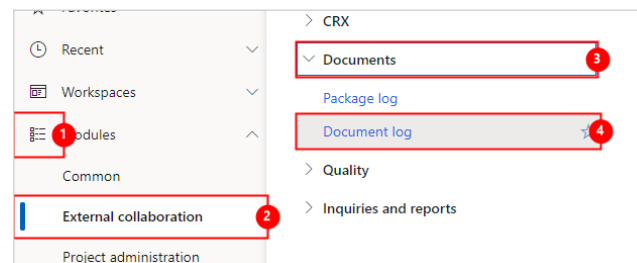 Recent
Workspaces
1
Modules
Common
External collaboration
2
Project administration
CRX
Documents
3
Package log
Document log
4
Quality
Inquiries and reports